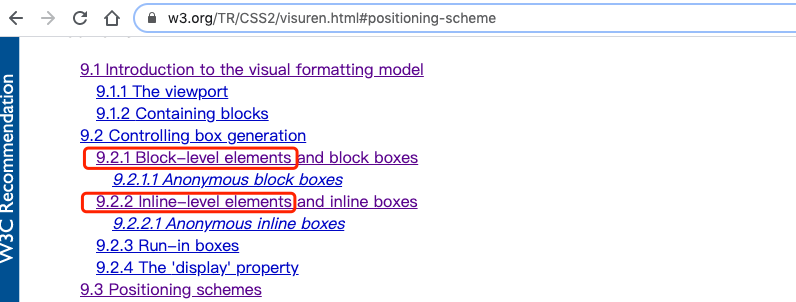 w3.org/TR/CSS2/visuren.html#positioning-scheme
9.1 Introduction to the visual formatting model
9.1.1 The viewport
9.1.2 Containing blocks
9.2 Controlling box generation
9.2.1 Block-level elements and block boxes
9.2.1.1 Anonymous block boxes
9.2.2 Inline-level elements and inline boxes
9.2.2.1 Anonymous inline boxes
9.2.3 Run-in boxes
9.2.4 The 'display' property
9.3 Positioning schemes
W3C Recommendation